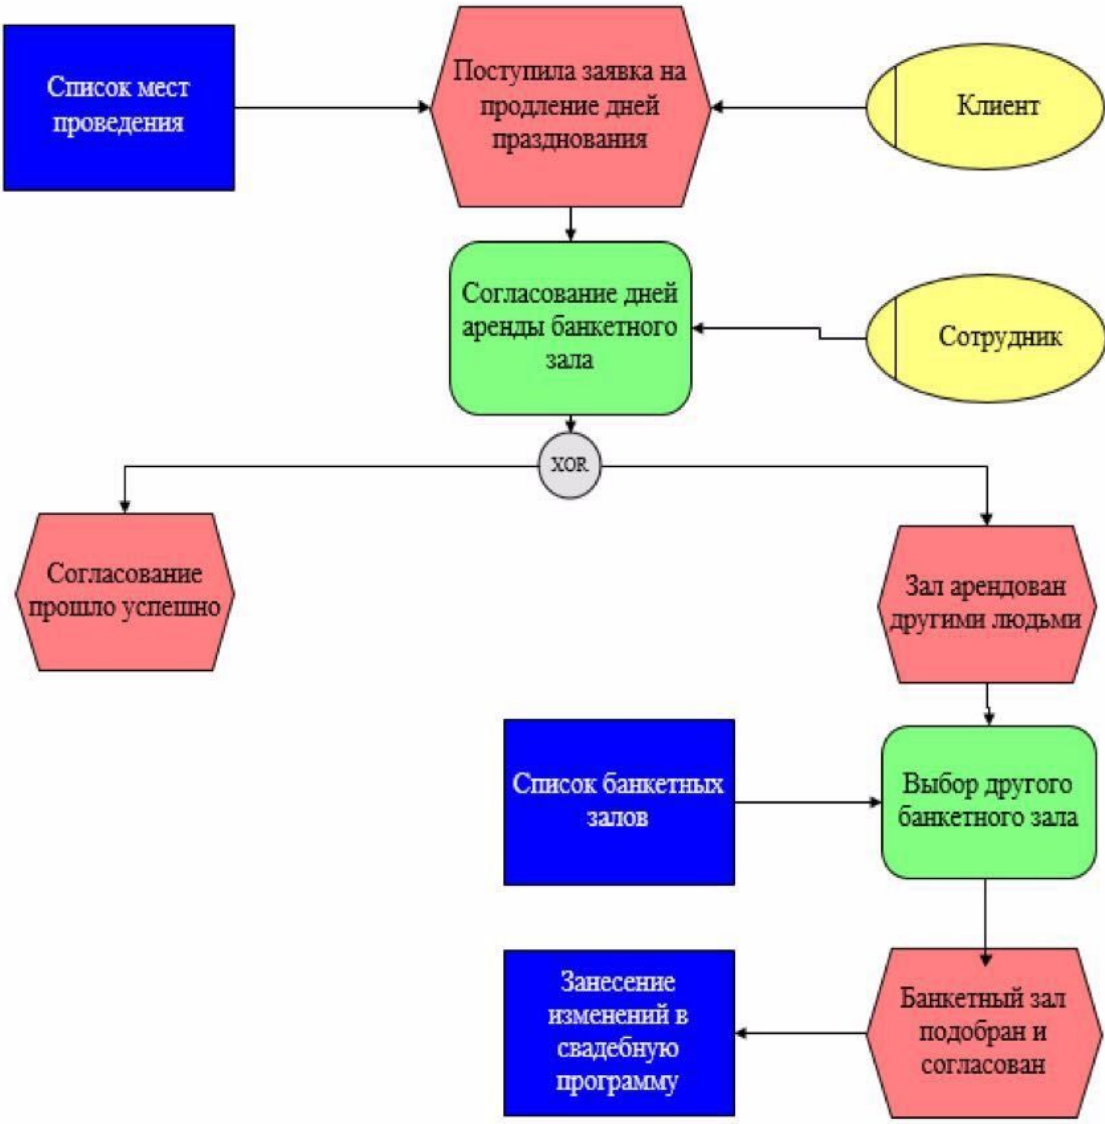 Список мест
проведения
Поступила заявка на
продление дней
празднования
Клиент
Согласование дней
аренды банкетного
зала
Сотрудник
XOR
Согласование
прошло успешно
Зал арендован
другими людьми
Список банкетных
залов
Выбор другого
банкетного зала
Занесение
изменений в
свадебную
программу
Банкетный зал
подобран и
согласован